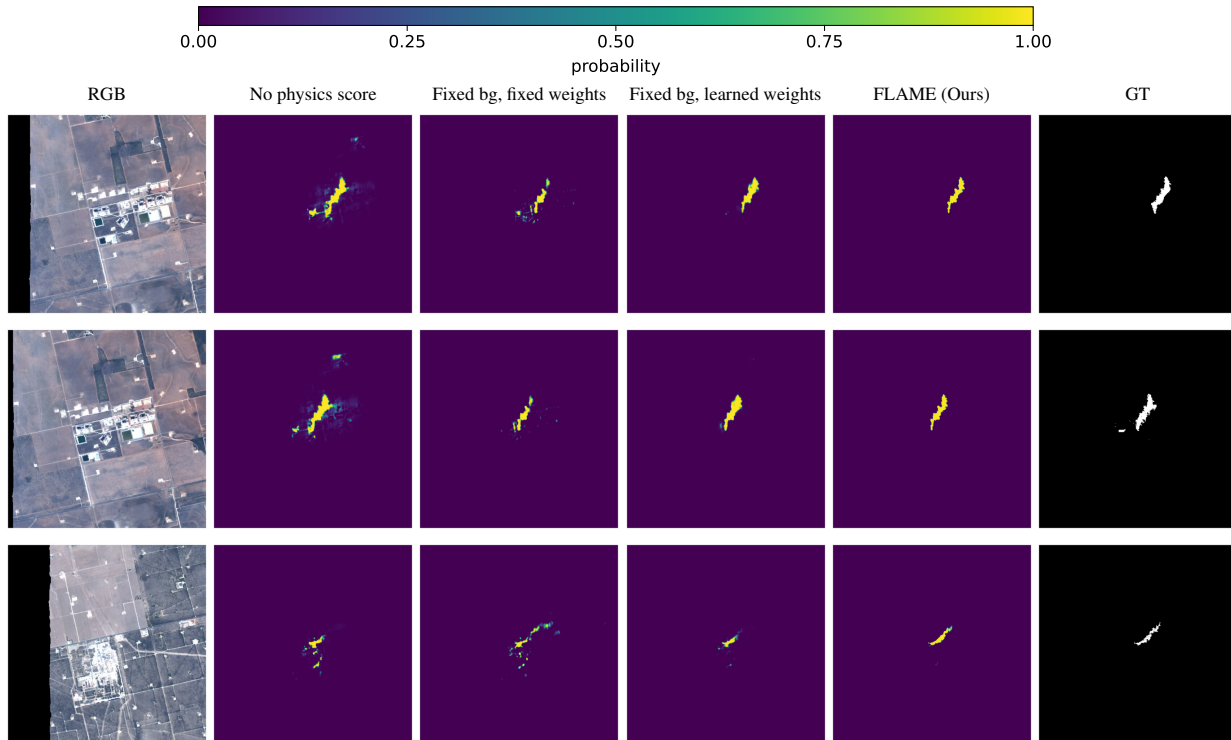 0.00 0.25 0.50 0.75 1.00
probability
RGB No physics score Fixed bg, fixed weights Fixed bg, learned weights FLAME (Ours) GT